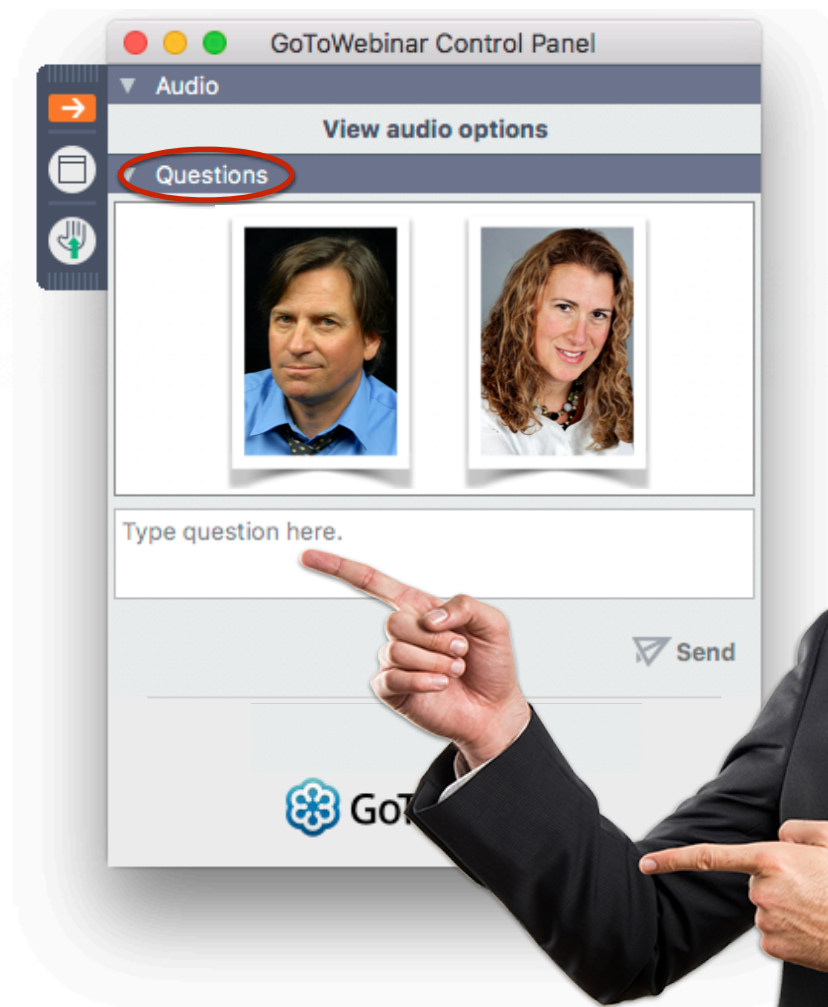 GoToWebinar Control Panel
Audio
View audio options
Questions
Type question here.
Send